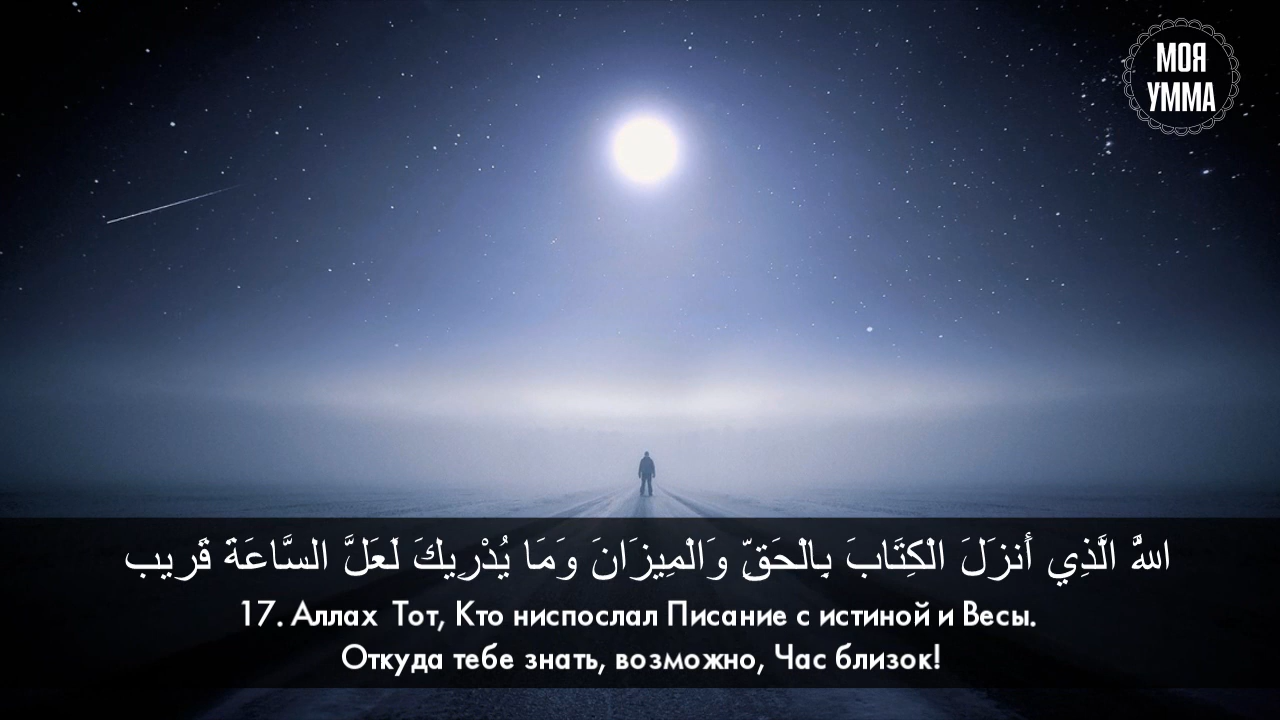 МОЯ
УММА
اللهُ الَّذِي أَنزَلَ الْكِتَابَ بِالْحَقِّ وَالْمِيزَانَ وَمَا يُدْرِيكَ لَعَلَّ السَّاعَةَ قَرِيب
17. Аллах Тот, Кто ниспослал Писание с истиной и Весы.
Откуда тебе знать, возможно, Час близок!